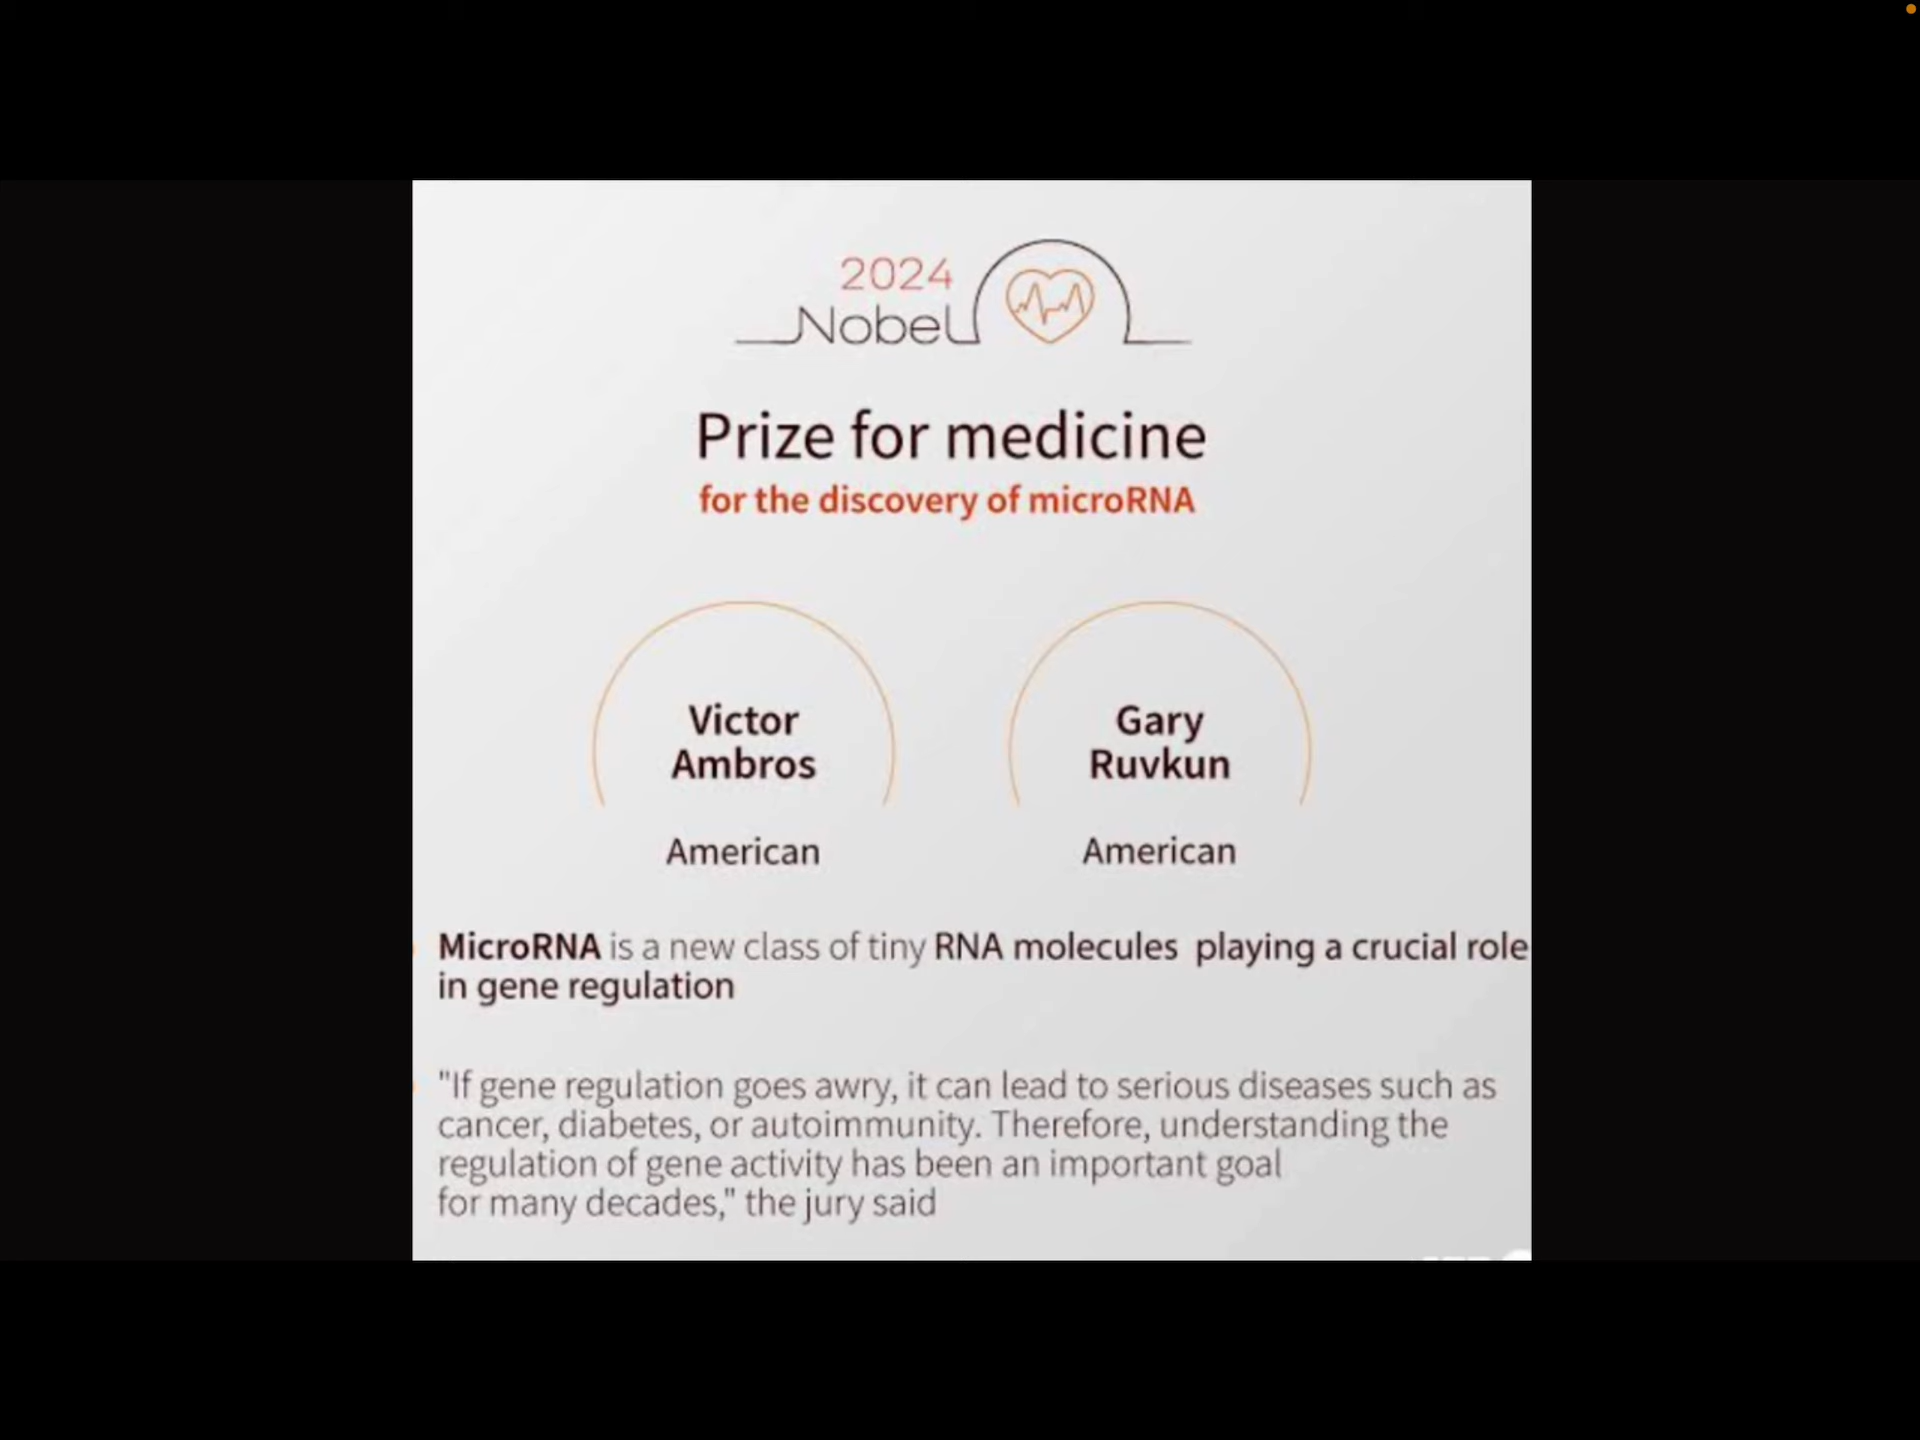 2024
Nobel
Prize for medicine
for the discovery of microRNA
Victor
Ambros
American
Gary
Ruvkun
American
MicroRNA is a new class of tiny RNA molecules playing a crucial role
in gene regulation
"If gene regulation goes awry, it can lead to serious diseases such as
cancer, diabetes, or autoimmunity. Therefore, understanding the
regulation of gene activity has been an important goal
for many decades," the jury said